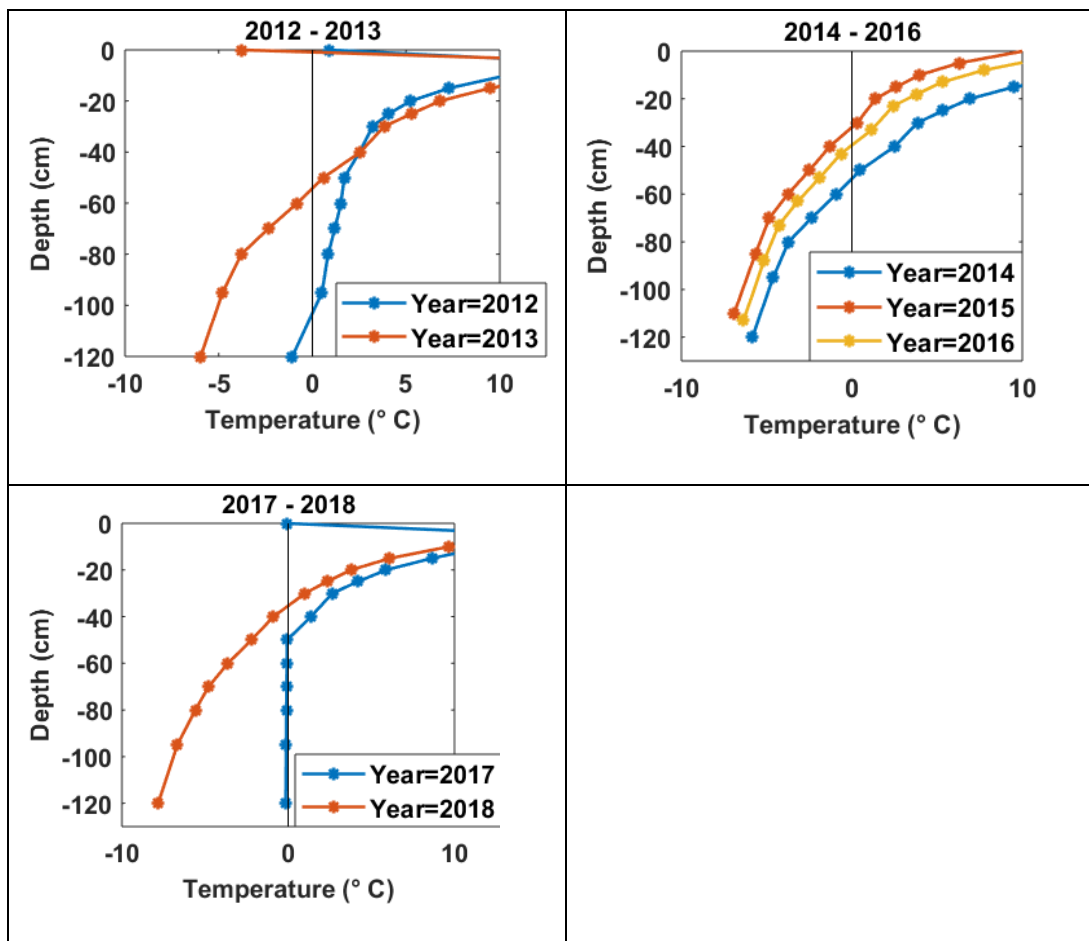 2012 - 2013
0
-20
-40
-60
-80
-100
-120
Depth (cm)
-10 -5 0 5 10
Temperature (° C)
Year=2012
Year=2013
2014 - 2016
0
-20
-40
-60
-80
-100
-120
Depth (cm)
-10 0 10
Temperature (° C)
Year=2014
Year=2015
Year=2016
2017 - 2018
0
-20
-40
-60
-80
-100
-120
Depth (cm)
-10 0 10
Temperature (° C)
Year=2017
Year=2018